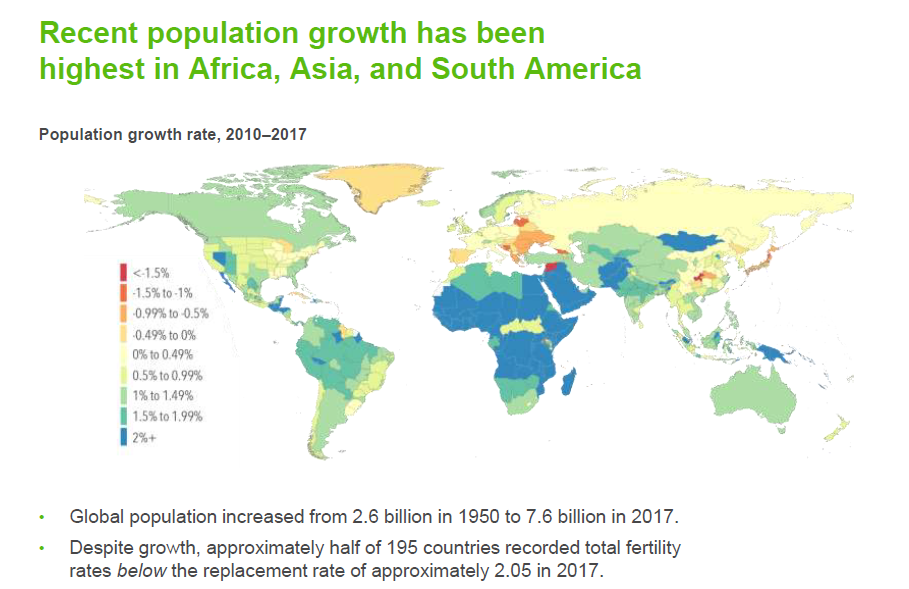 Recent population growth has been
highest in Africa, Asia, and South America
Population growth rate, 2010–2017
<-1.5%
-1.5% to -1%
-0.99% to -0.5%
-0.49% to 0%
0% to 0.49%
0.5% to 0.99%
1% to 1.49%
1.5% to 1.99%
2%+
• Global population increased from 2.6 billion in 1950 to 7.6 billion in 2017.
• Despite growth, approximately half of 195 countries recorded total fertility
rates below the replacement rate of approximately 2.05 in 2017.